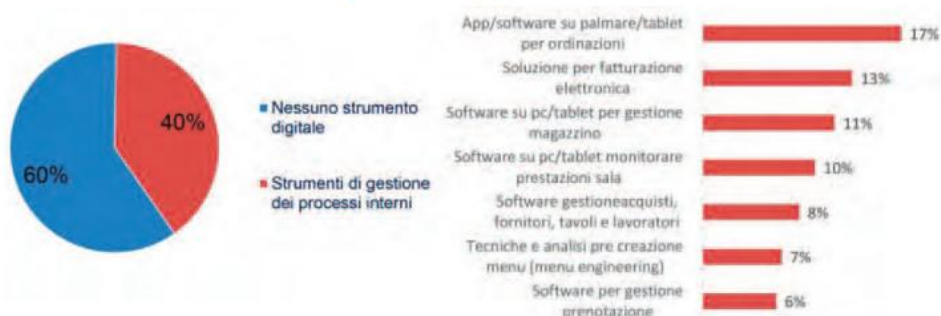 60%
40%
Nessuno strumento
digitale
Strumenti di gestione
dei processi interni
App/software su palmare/tablet
per ordinazioni
17%
Soluzione per fatturazione
elettronica
13%
Software su pc/tablet per gestione
magazzino
11%
Software su pc/tablet monitorare
prestazioni sala
10%
Software gestioneacquisti,
fornitori, tavoli e lavoratori
8%
Tecniche e analisi pre creazione
menu (menu engineering)
7%
Software per gestione
prenotazione
6%